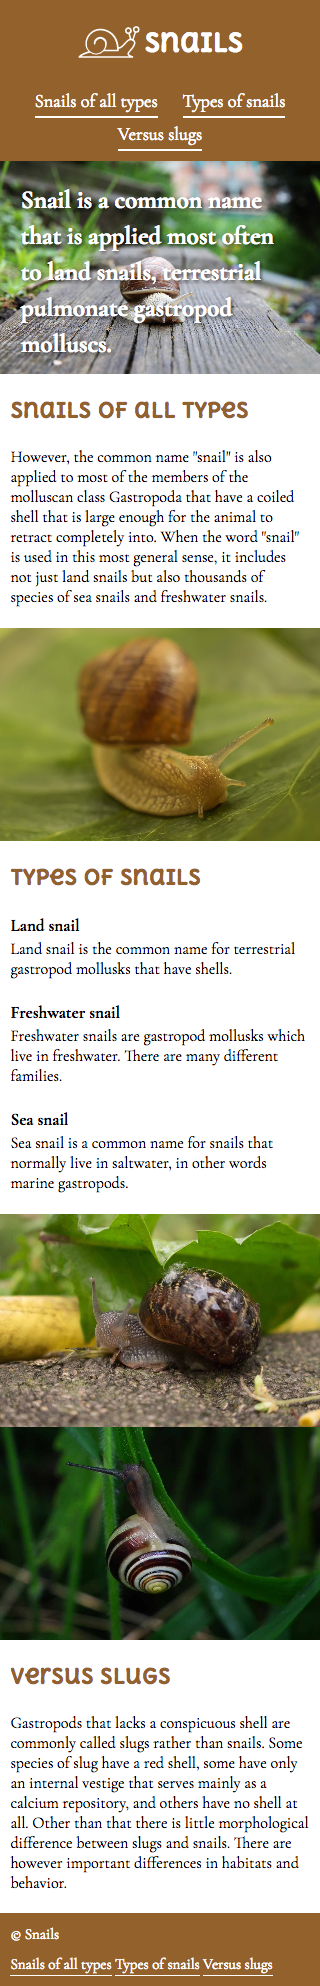 Snails
Snails of all types Types of snails
Versus slugs
Snail is a common name
that is applied most often
to land snails, terrestrial
pulmonate gastropod
molluscs.
Snails of all types
However, the common name "snail" is also
applied to most of the members of the
molluscan class Gastropoda that have a coiled
shell that is large enough for the animal to
retract completely into. When the word "snail"
is used in this most general sense, it includes
not just land snails but also thousands of
species of sea snails and freshwater snails.
Types of snails
Land snail
Land snail is the common name for terrestrial
gastropod mollusks that have shells.
Freshwater snail
Freshwater snails are gastropod mollusks which
live in freshwater. There are many different
families.
Sea snail
Sea snail is a common name for snails that
normally live in saltwater, in other words
marine gastropods.
Versus slugs
Gastropods that lacks a conspicuous shell are
commonly called slugs rather than snails. Some
species of slug have a red shell, some have only
an internal vestige that serves mainly as a
calcium repository, and others have no shell at
all. Other than that there is little morphological
difference between slugs and snails. There are
however important differences in habitats and
behavior.
© Snails
Snails of all types Types of snails Versus slugs